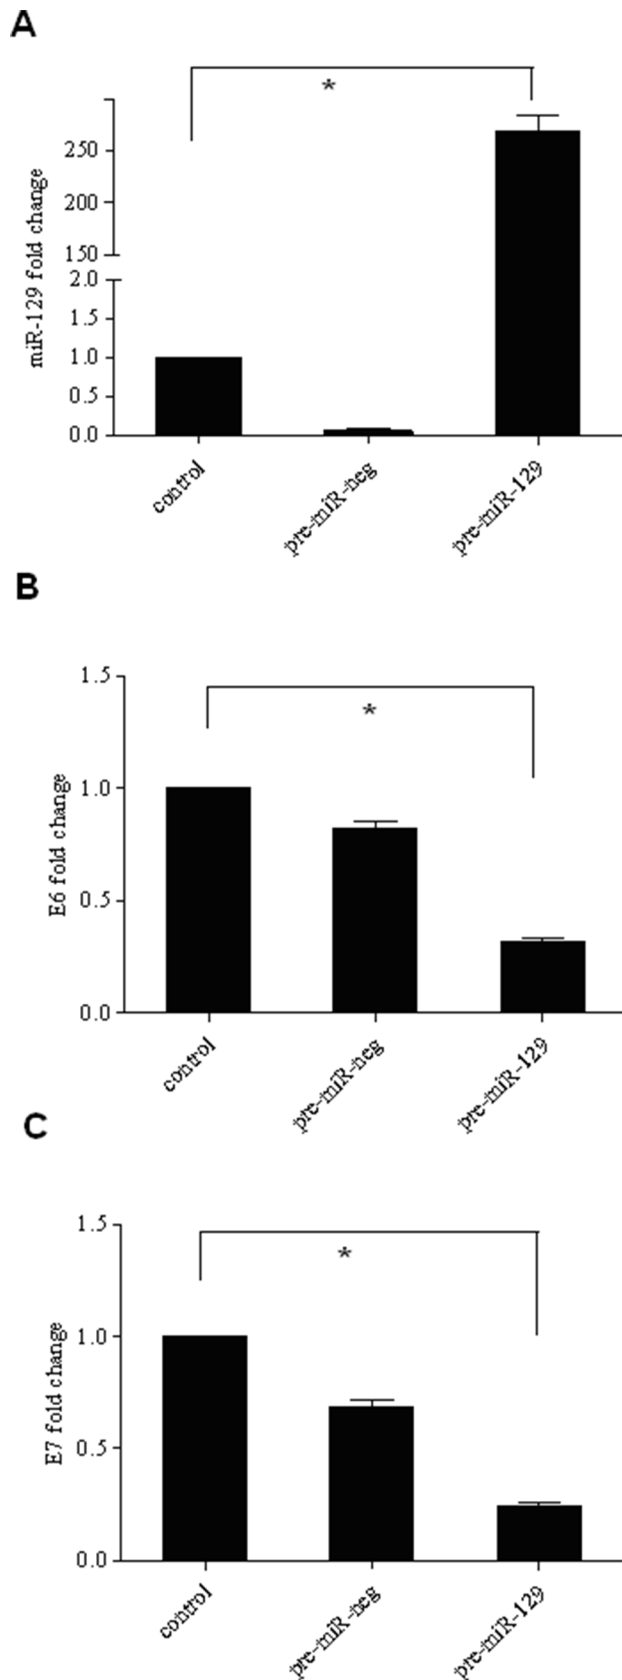 A
*
miR-129 fold change
250
200
150
2.0
1.5
1.0
0.5
0.0
control
pre-miR-neg
pre-miR-129
B
*
E6 fold change
1.5
1.0
0.5
0.0
control
pre-miR-neg
pre-miR-129
C
*
E7 fold change
1.5
1.0
0.5
0.0
control
pre-miR-neg
pre-miR-129